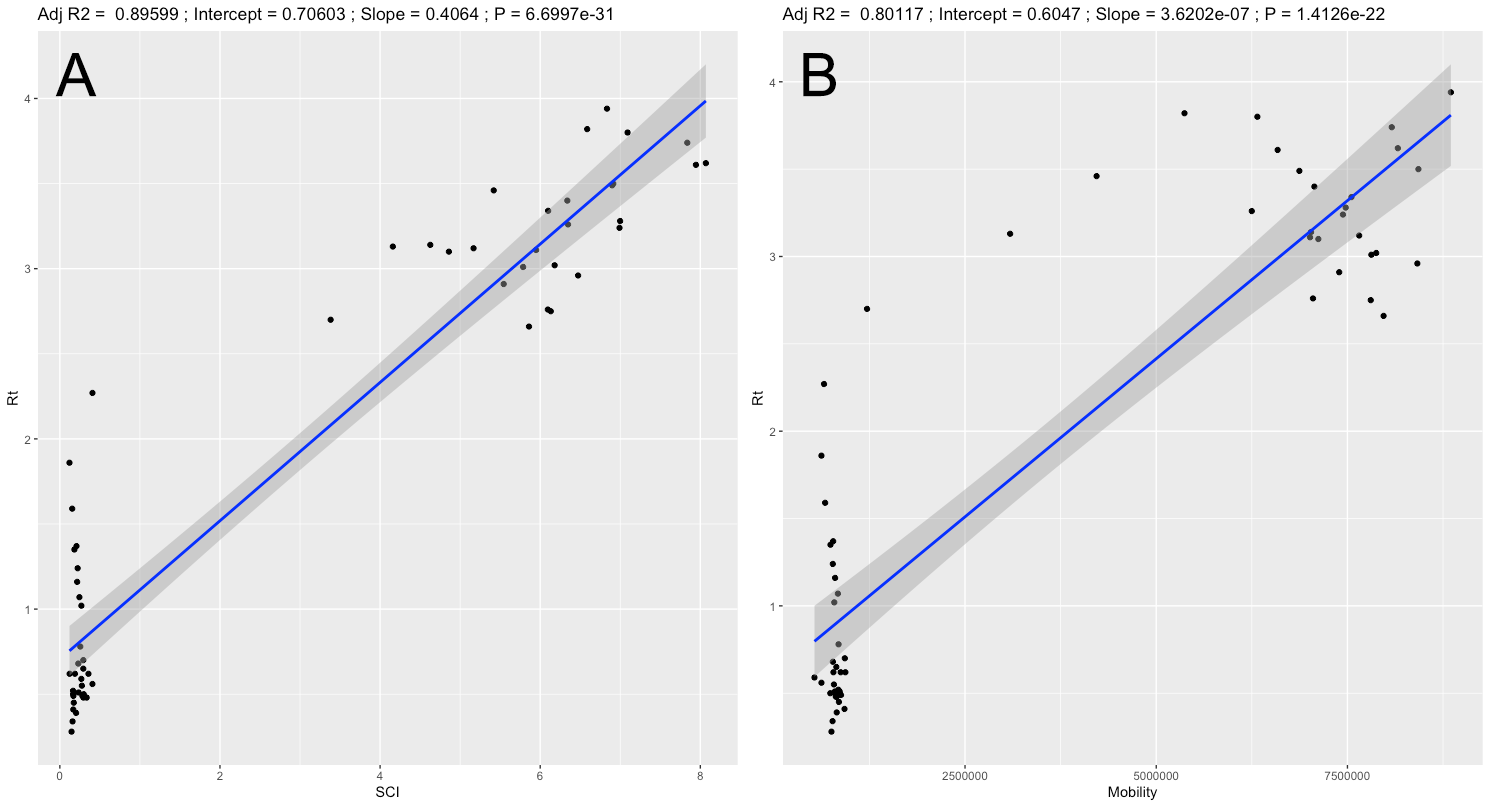 Adj R2 =  0.89599 ; Intercept = 0.70603 ; Slope = 0.4064 ; P = 6.6997e-31
A
4
3
2
1
Rt
0 2 4 6 8
SCI
Adj R2 =  0.80117 ; Intercept = 0.6047 ; Slope = 3.6202e-07 ; P = 1.4126e-22
B
4
3
2
1
Rt
2500000 5000000 7500000
Mobility